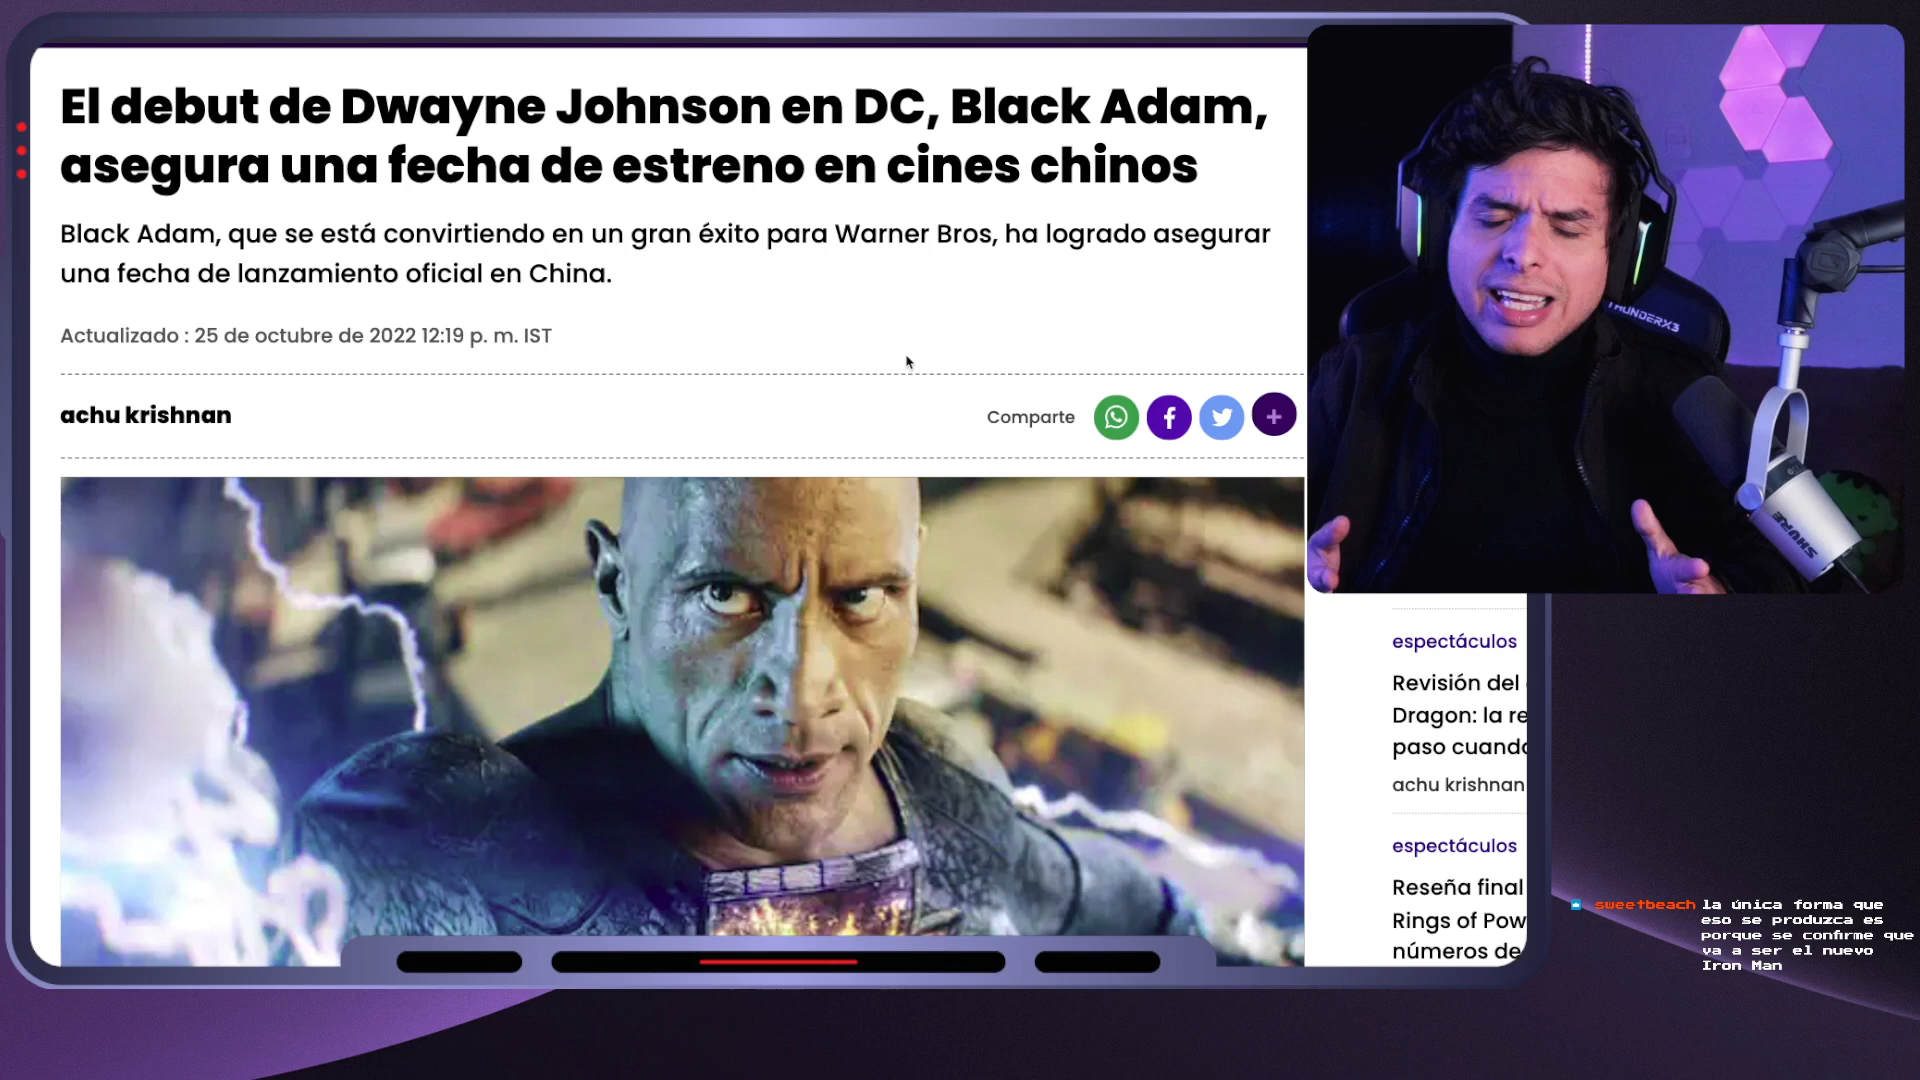 El debut de Dwayne Johnson en DC, Black Adam,
asegura una fecha de estreno en cines chinos
Black Adam, que se está convirtiendo en un gran éxito para Warner Bros, ha logrado asegurar
una fecha de lanzamiento oficial en China.
Actualizado : 25 de octubre de 2022 12:19 p. m. IST
achu krishnan
Comparte
THUNDERX3
SHURE
espectáculos
Revisión del
Dragon: la re
paso cuando
achu krishnan
espectáculos
Reseña final
Rings of Pow
números de
sweetbeach la única forma que
eso se produzca es
porque se confirme que
va a ser el nuevo
Iron Man